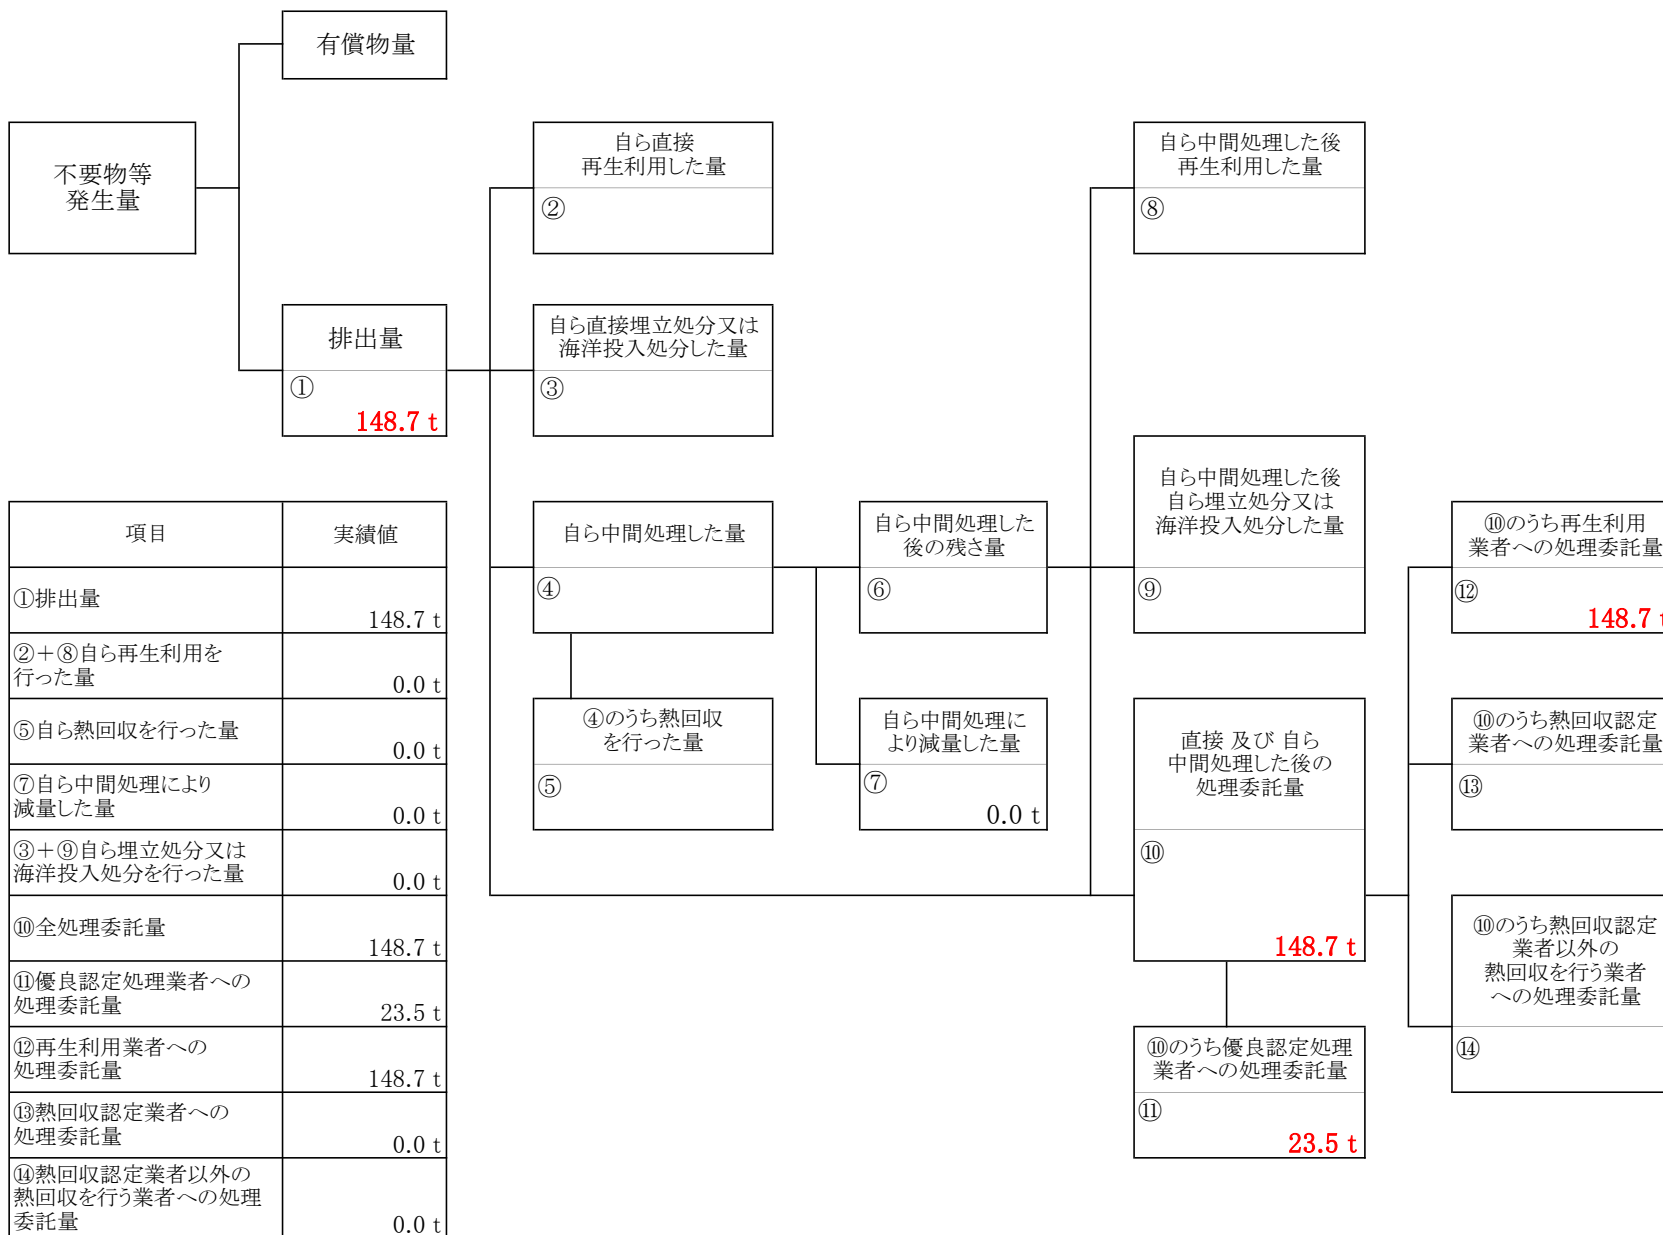 有償物量
不要物等
発生量
自ら直接
再生利用した量
②
自ら中間処理した後
再生利用した量
⑧
排出量
①
148.7 t
自ら直接埋立処分又は
海洋投入処分した量
③
自ら中間処理した量
④
自ら中間処理した
後の残さ量
⑥
自ら中間処理した後
自ら埋立処分又は
海洋投入処分した量
⑨
⑩のうち再生利用
業者への処理委託量
⑫
148.7 t
④のうち熱回収
を行った量
⑤
自ら中間処理に
より減量した量
⑦
0.0 t
直接 及び 自ら
中間処理した後の
処理委託量
⑩
148.7 t
⑩のうち熱回収認定
業者への処理委託量
⑬
⑩のうち熱回収認定
業者以外の
熱回収を行う業者
への処理委託量
⑭
⑩のうち優良認定処理
業者への処理委託量
⑪
23.5 t
項目 実績値
①排出量
148.7 t
②+⑧自ら再生利用を
行った量
0.0 t
⑤自ら熱回収を行った量
0.0 t
⑦自ら中間処理により
減量した量
0.0 t
③+⑨自ら埋立処分又は
海洋投入処分を行った量
0.0 t
⑩全処理委託量
148.7 t
⑪優良認定処理業者への
処理委託量
23.5 t
⑫再生利用業者への
処理委託量
148.7 t
⑬熱回収認定業者への
処理委託量
0.0 t
⑭熱回収認定業者以外の
熱回収を行う業者への処理
委託量
0.0 t